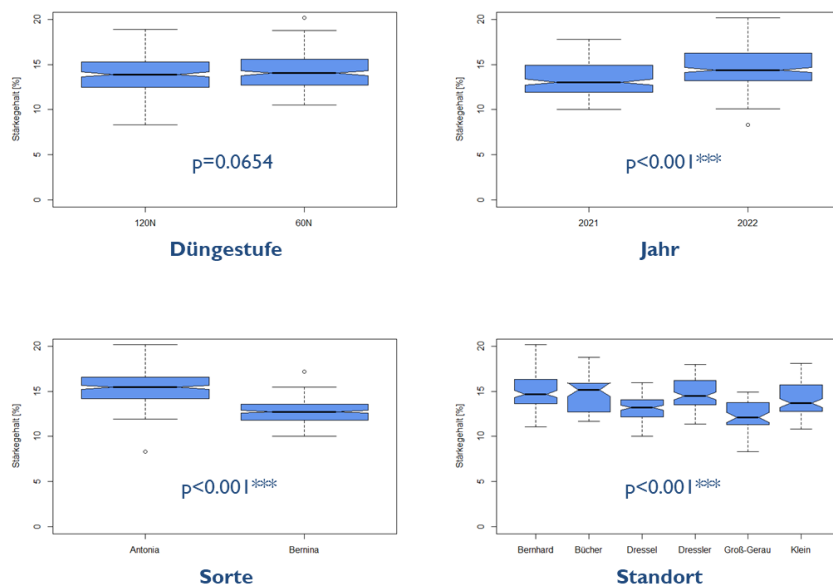 20
15
10
5
0
Stärkegehalt [%]
p=0.0654
120N 60N
Düngestufe
20
15
10
5
0
Stärkegehalt [%]
p<0.001***
2021 2022
Jahr
20
15
10
5
0
Stärkegehalt [%]
p<0.001***
Antonia Bernina
Sorte
20
15
10
5
0
Stärkegehalt [%]
p<0.001***
Bernhard Bücher Dressel Dressler Groß-Gerau Klein
Standort